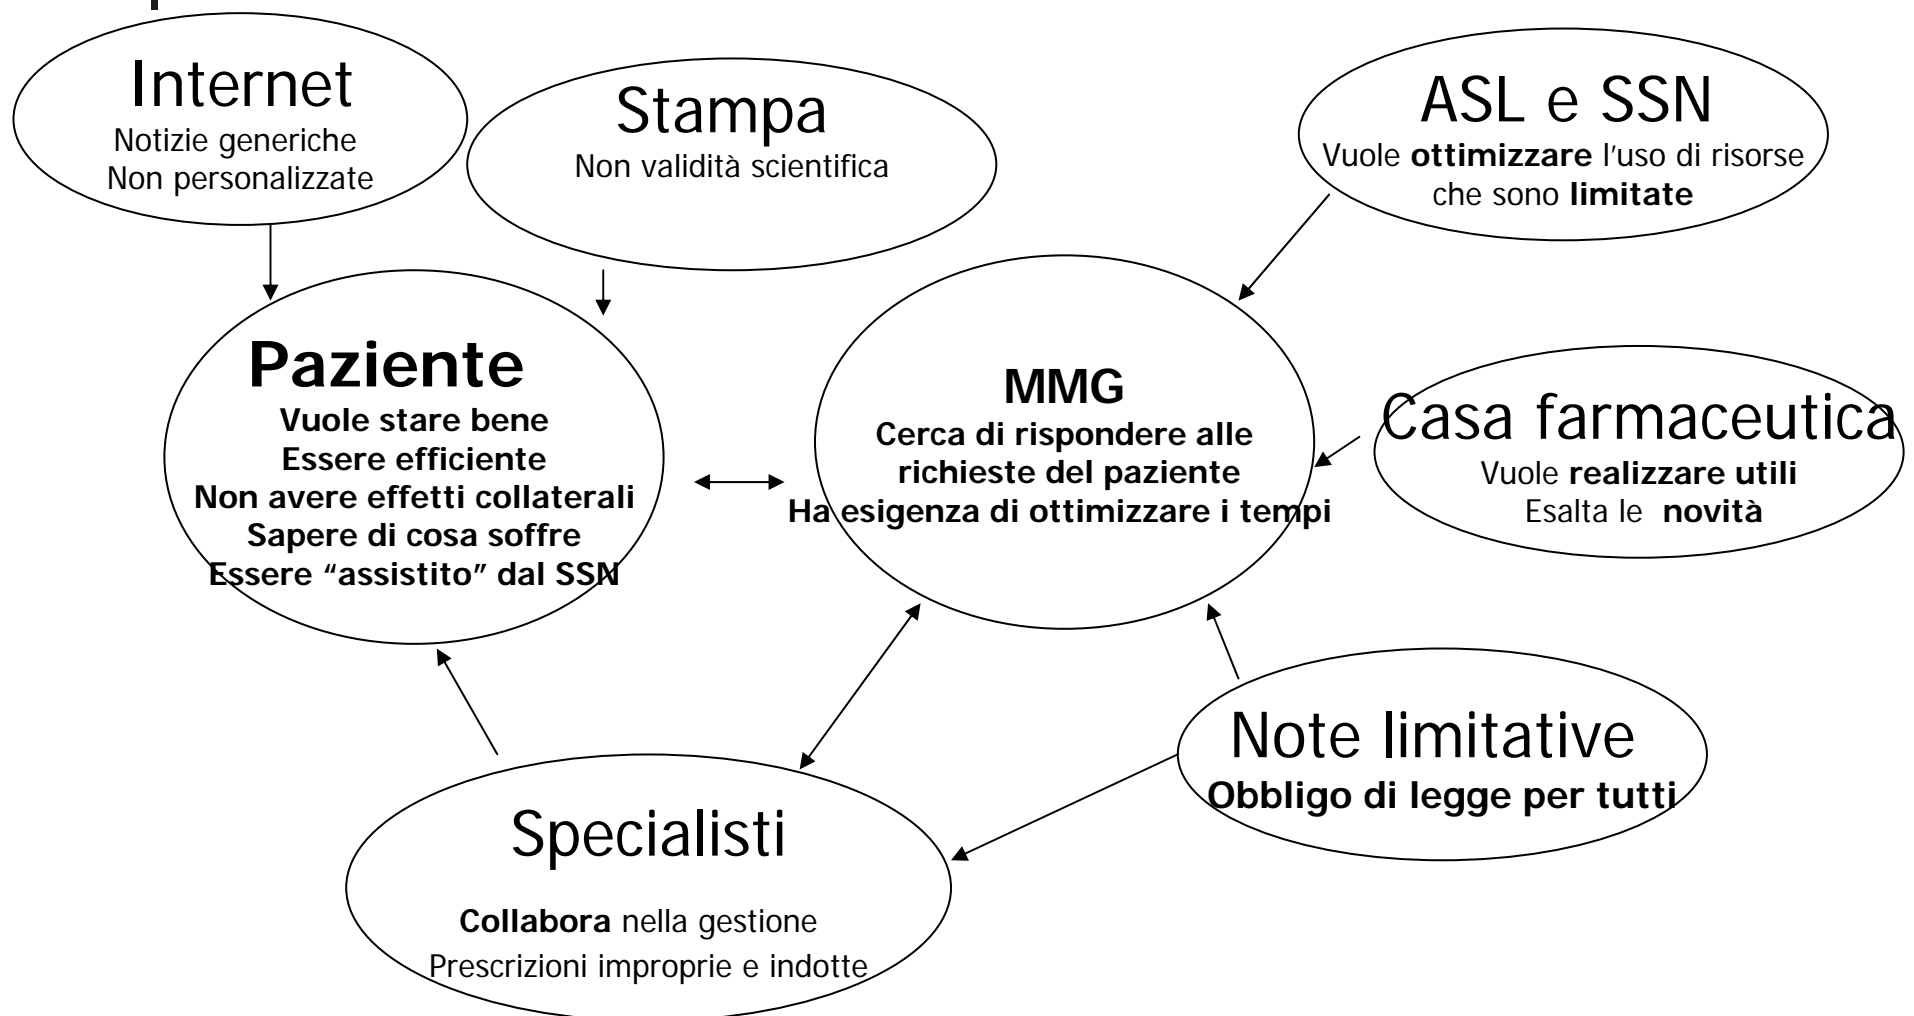 Internet
Notizie generiche
Non personalizzate
Stampa
Non validità scientifica
ASL e SSN
Vuole ottimizzare l'uso di risorse
che sono limitate
Paziente
Vuole stare bene
Essere efficiente
Non avere effetti collaterali
Sapere di cosa soffre
Essere “assistito” dal SSN
MMG
Cerca di rispondere alle
richieste del paziente
Ha esigenza di ottimizzare i tempi
Casa farmaceutica
Vuole realizzare utili
Esalta le novità
Note limitative
Obbligo di legge per tutti
Specialisti
Collabora nella gestione
Prescrizioni improprie e indotte